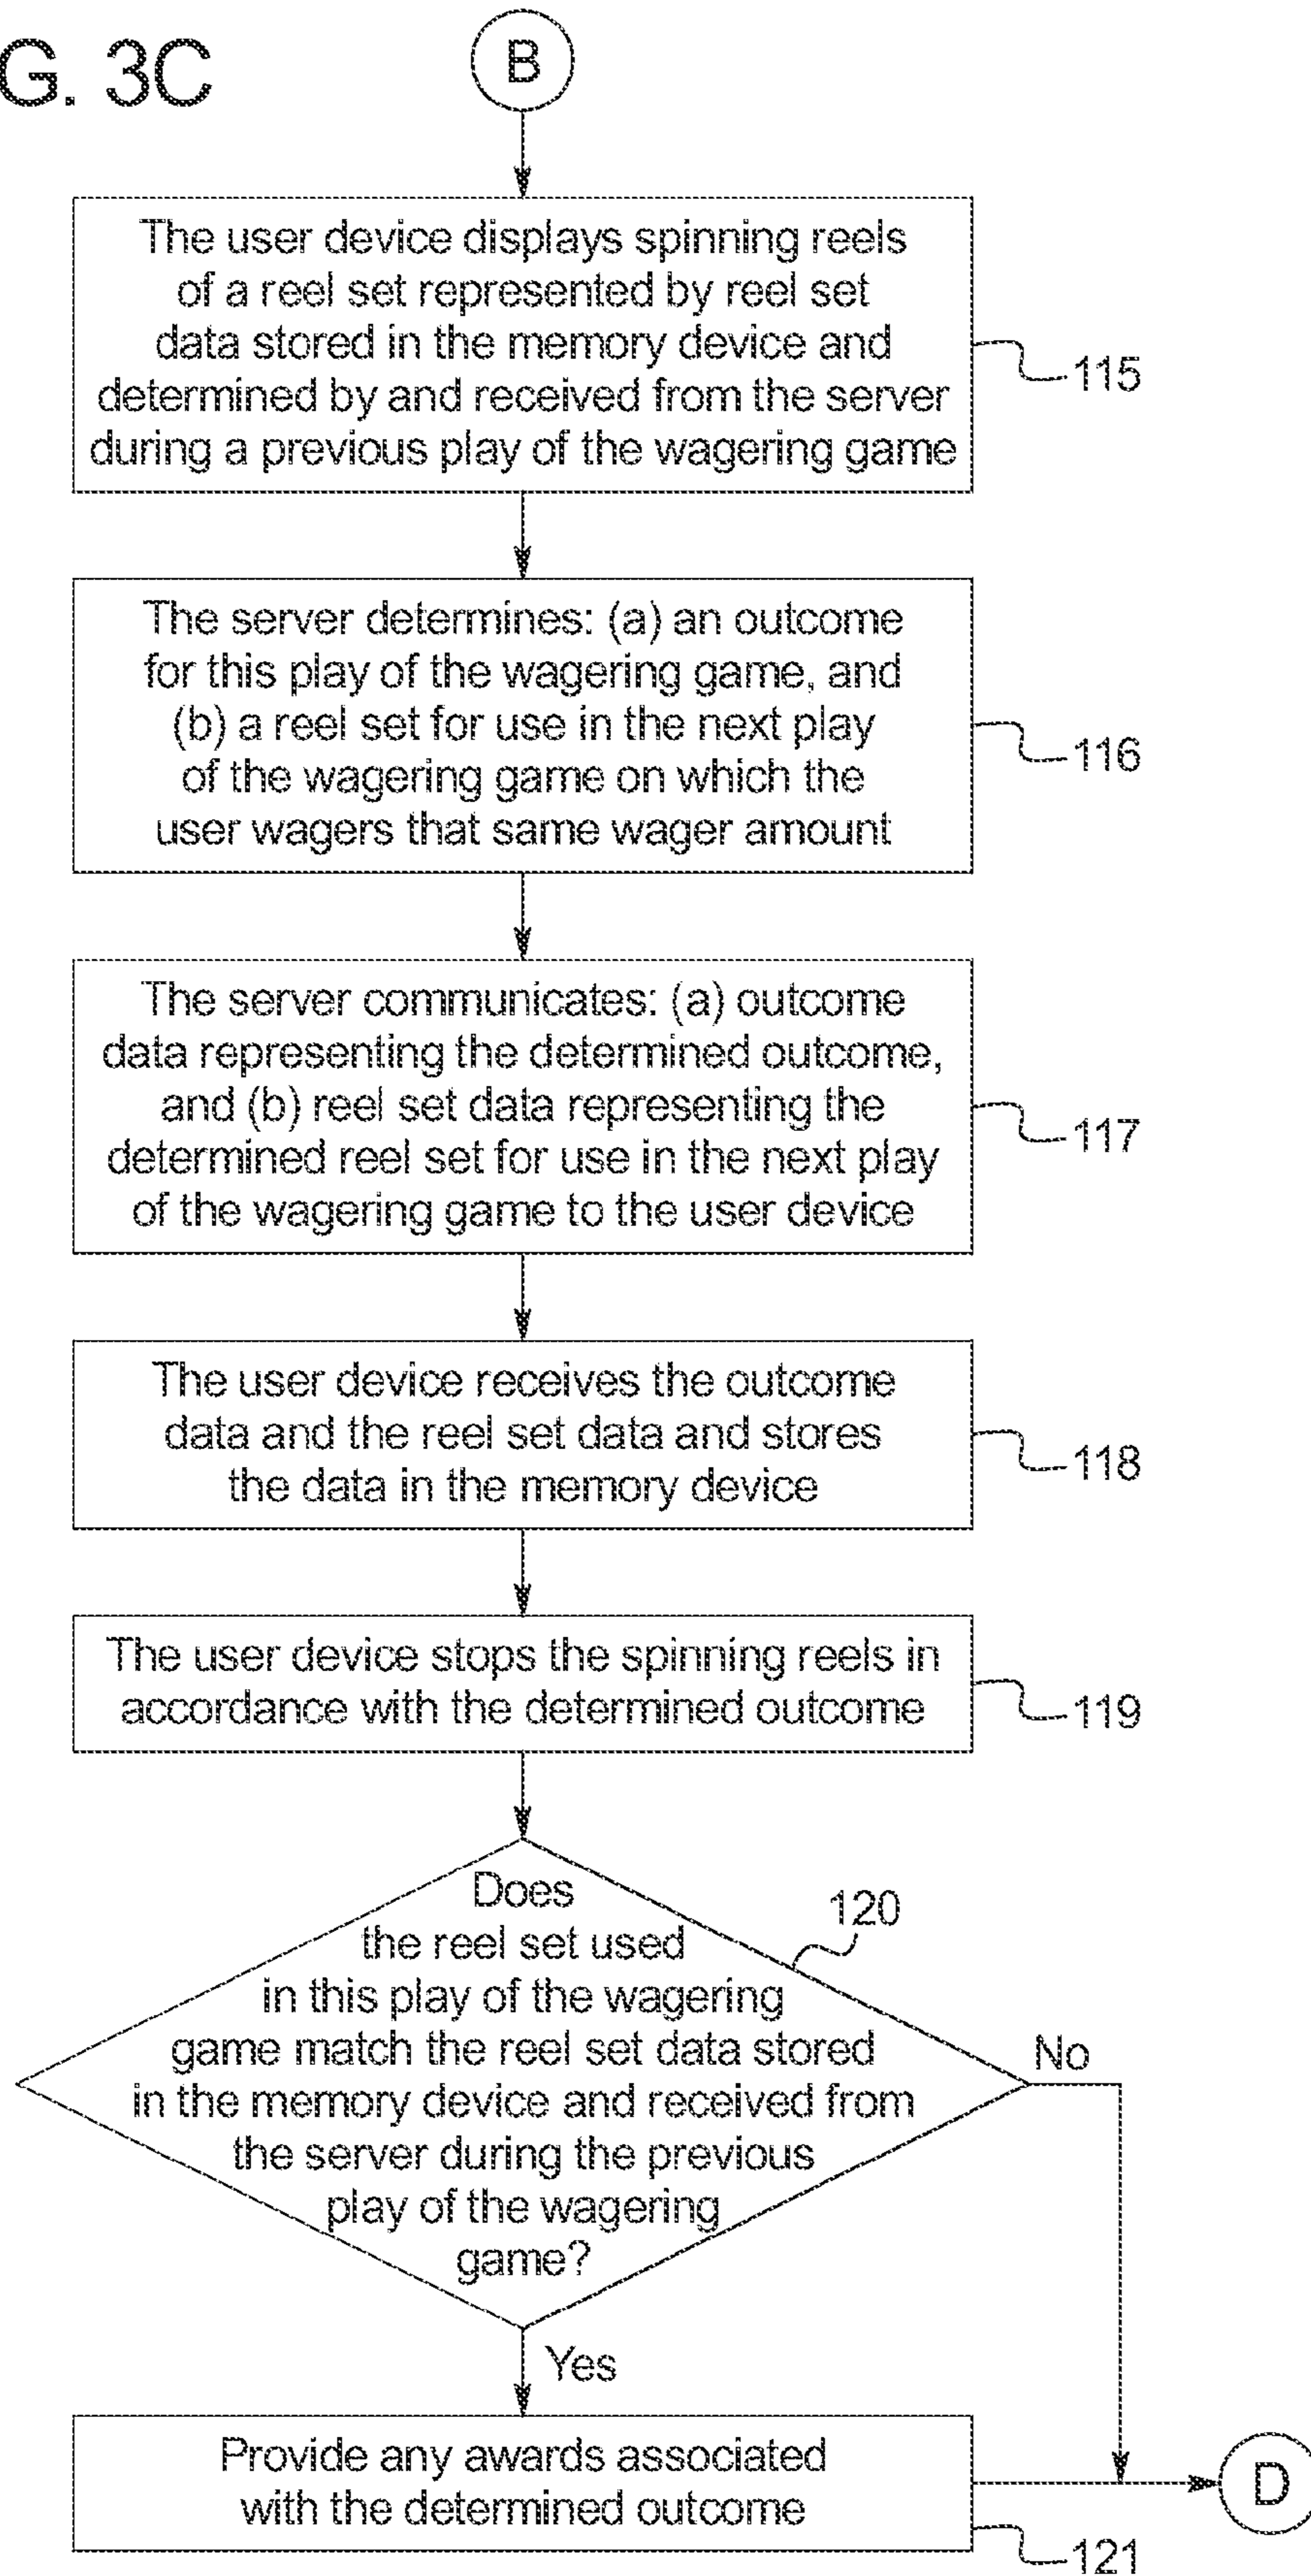 G. 3C
B
The user device displays spinning reels
of a reel set represented by reel set
data stored in the memory device and
determined by and received from the server
during a previous play of the wagering game
115
The server determines: (a) an outcome
for this play of the wagering game, and
(b) a reel set for use in the next play
of the wagering game on which the
user wagers that same wager amount
116
The server communicates: (a) outcome
data representing the determined outcome,
and (b) reel set data representing the
determined reel set for use in the next play
of the wagering game to the user device
117
The user device receives the outcome
data and the reel set data and stores
the data in the memory device
118
The user device stops the spinning reels in
accordance with the determined outcome
119
Does
the reel set used
in this play of the wagering
game match the reel set data stored
in the memory device and received from
the server during the previous
play of the wagering
game?
120
No
Yes
Provide any awards associated
with the determined outcome
121
D